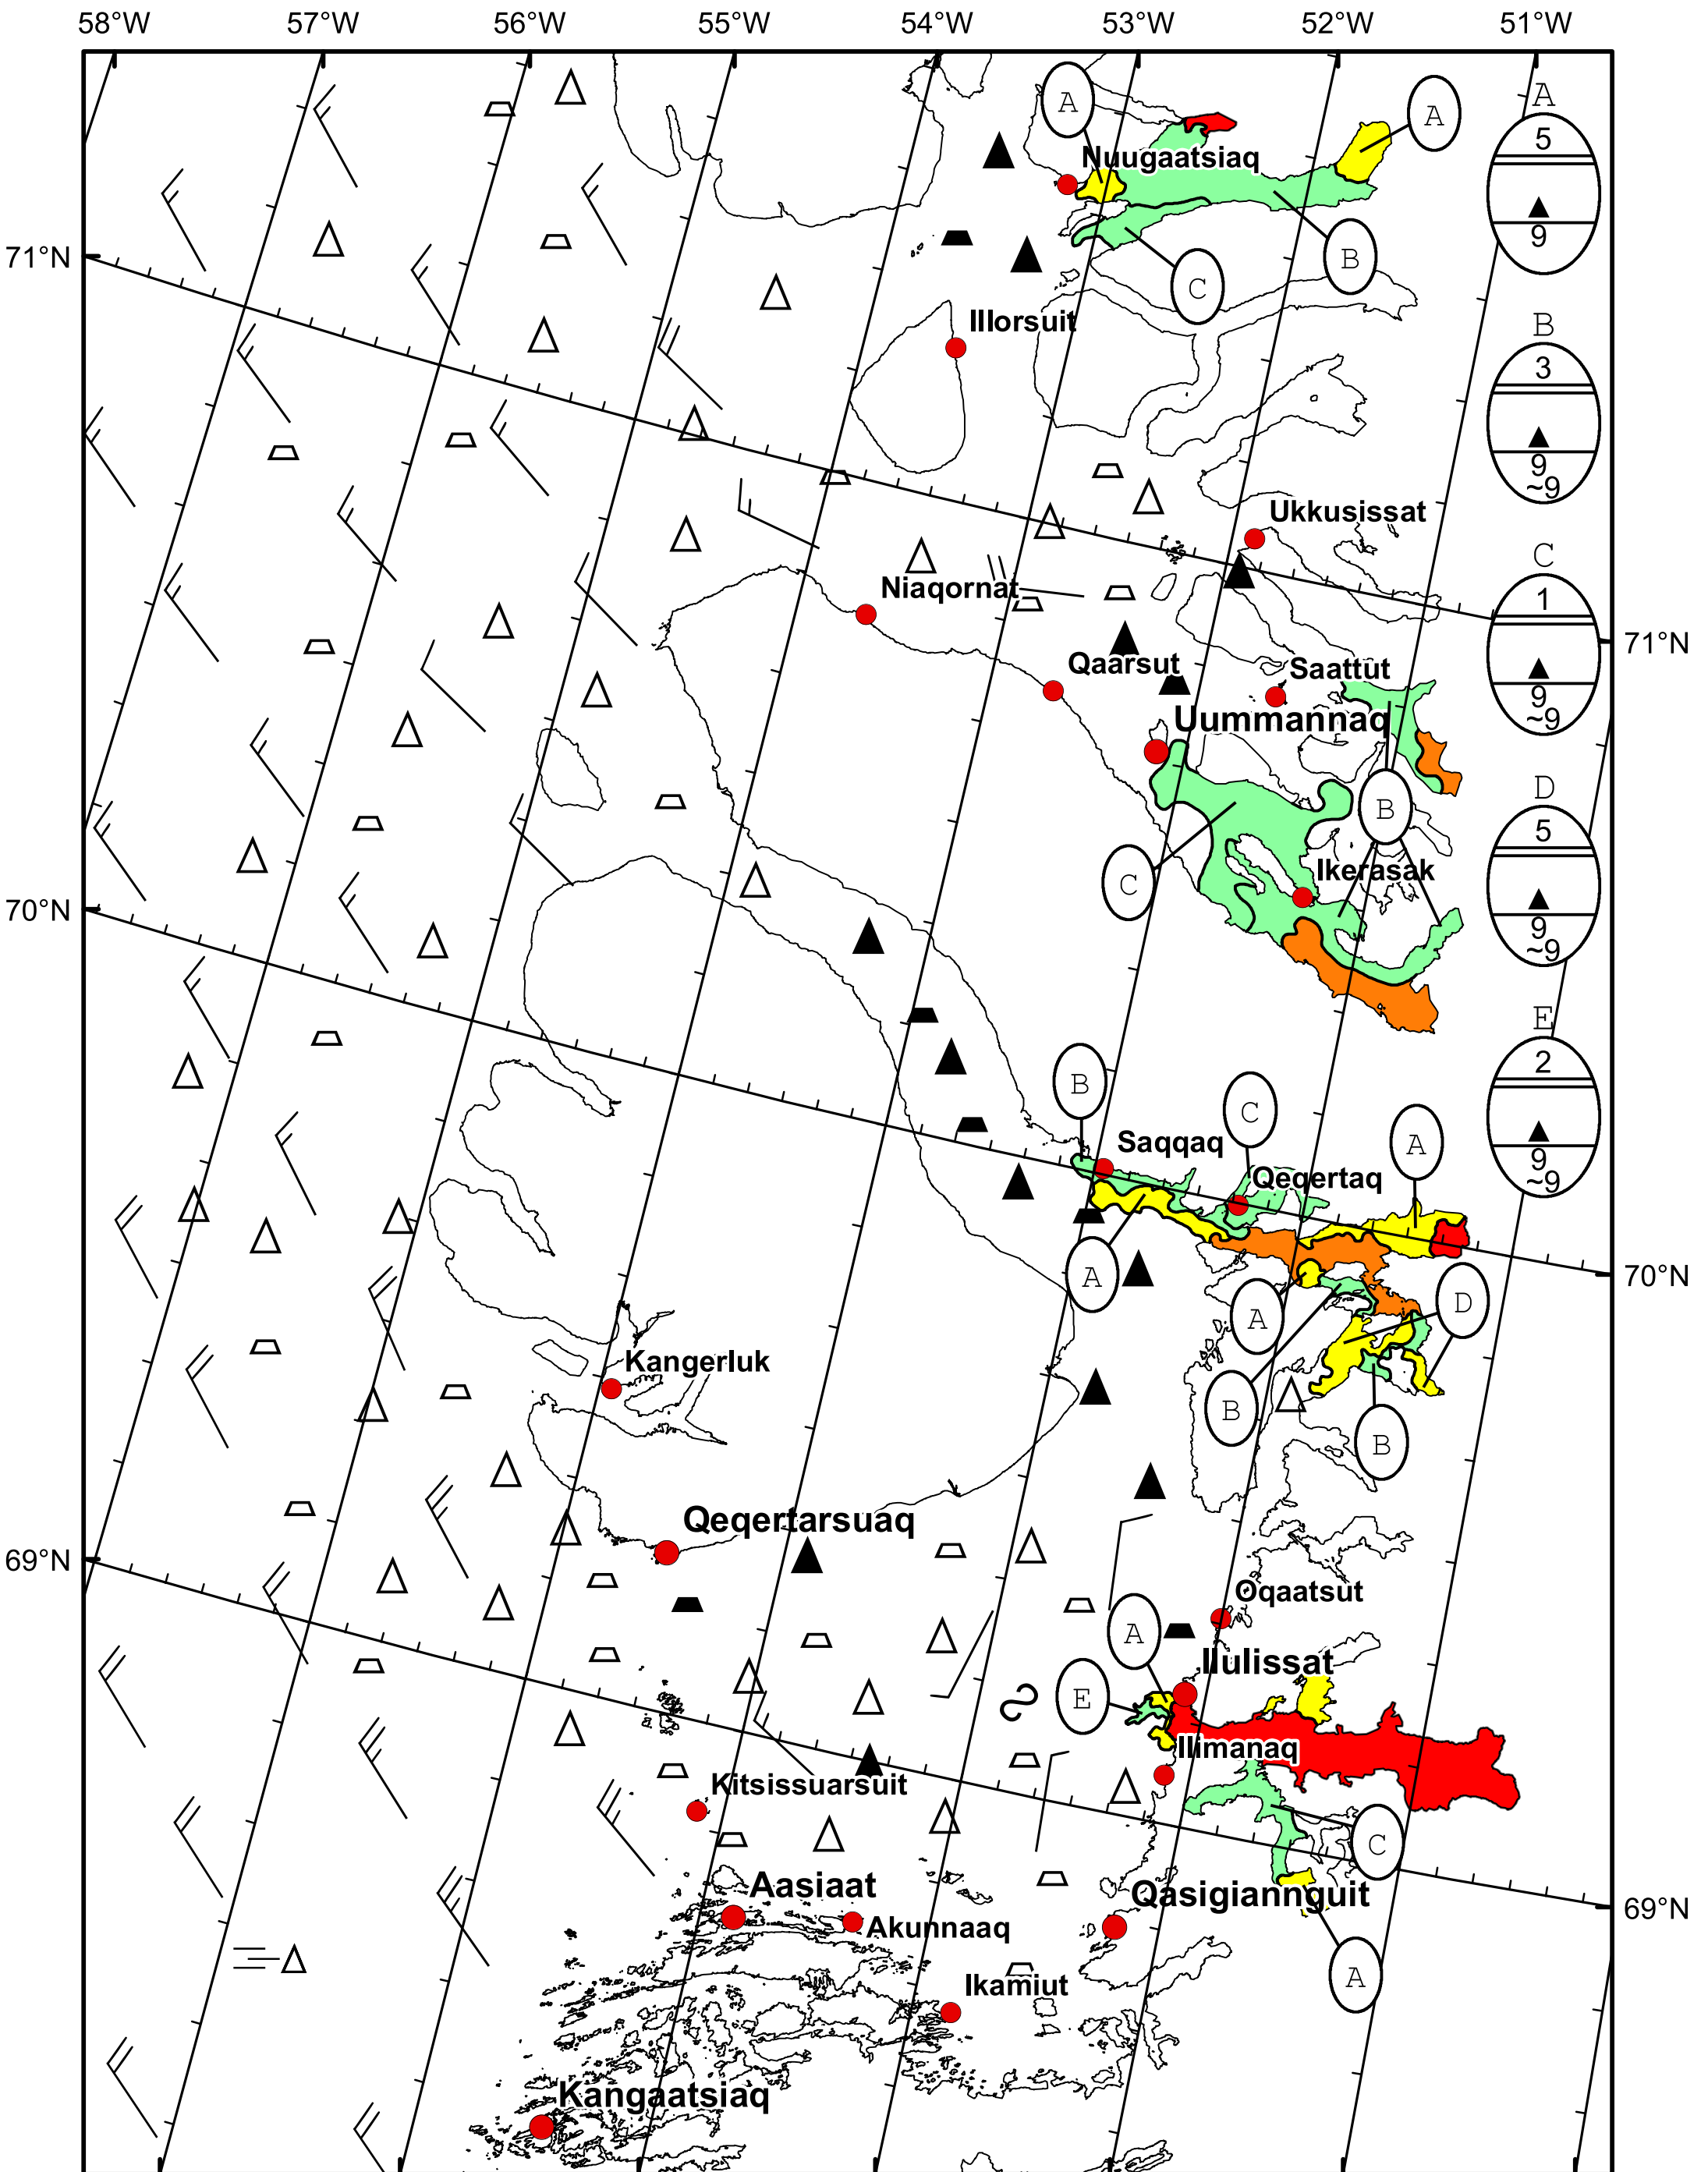 58°W 57°W 56°W 55°W 54°W 53°W 52°W 51°W
A
A
A
5
9
Nuugaatsiaq
71°N
B
C
Illorsuit
B
3
9
~9
Ukkusissat
C
1
9
~9
Niaqornat
71°N
Qaarsut
Saattut
Uummannaq
B
D
5
9
~9
C
Ikerasak
70°N
E
2
9
~9
B
C
A
Saqqaq
Qeqertaq
A
70°N
A
D
Kangerluk
B
B
Qeqertarsuaq
69°N
Oqaatsut
A
Ilulissat
E
Ilimanaq
Kitsissuarsuit
C
Aasiaat
Qasigiannguit
69°N
Akunnaaq
A
Ikamiut
Kangaatsiaq